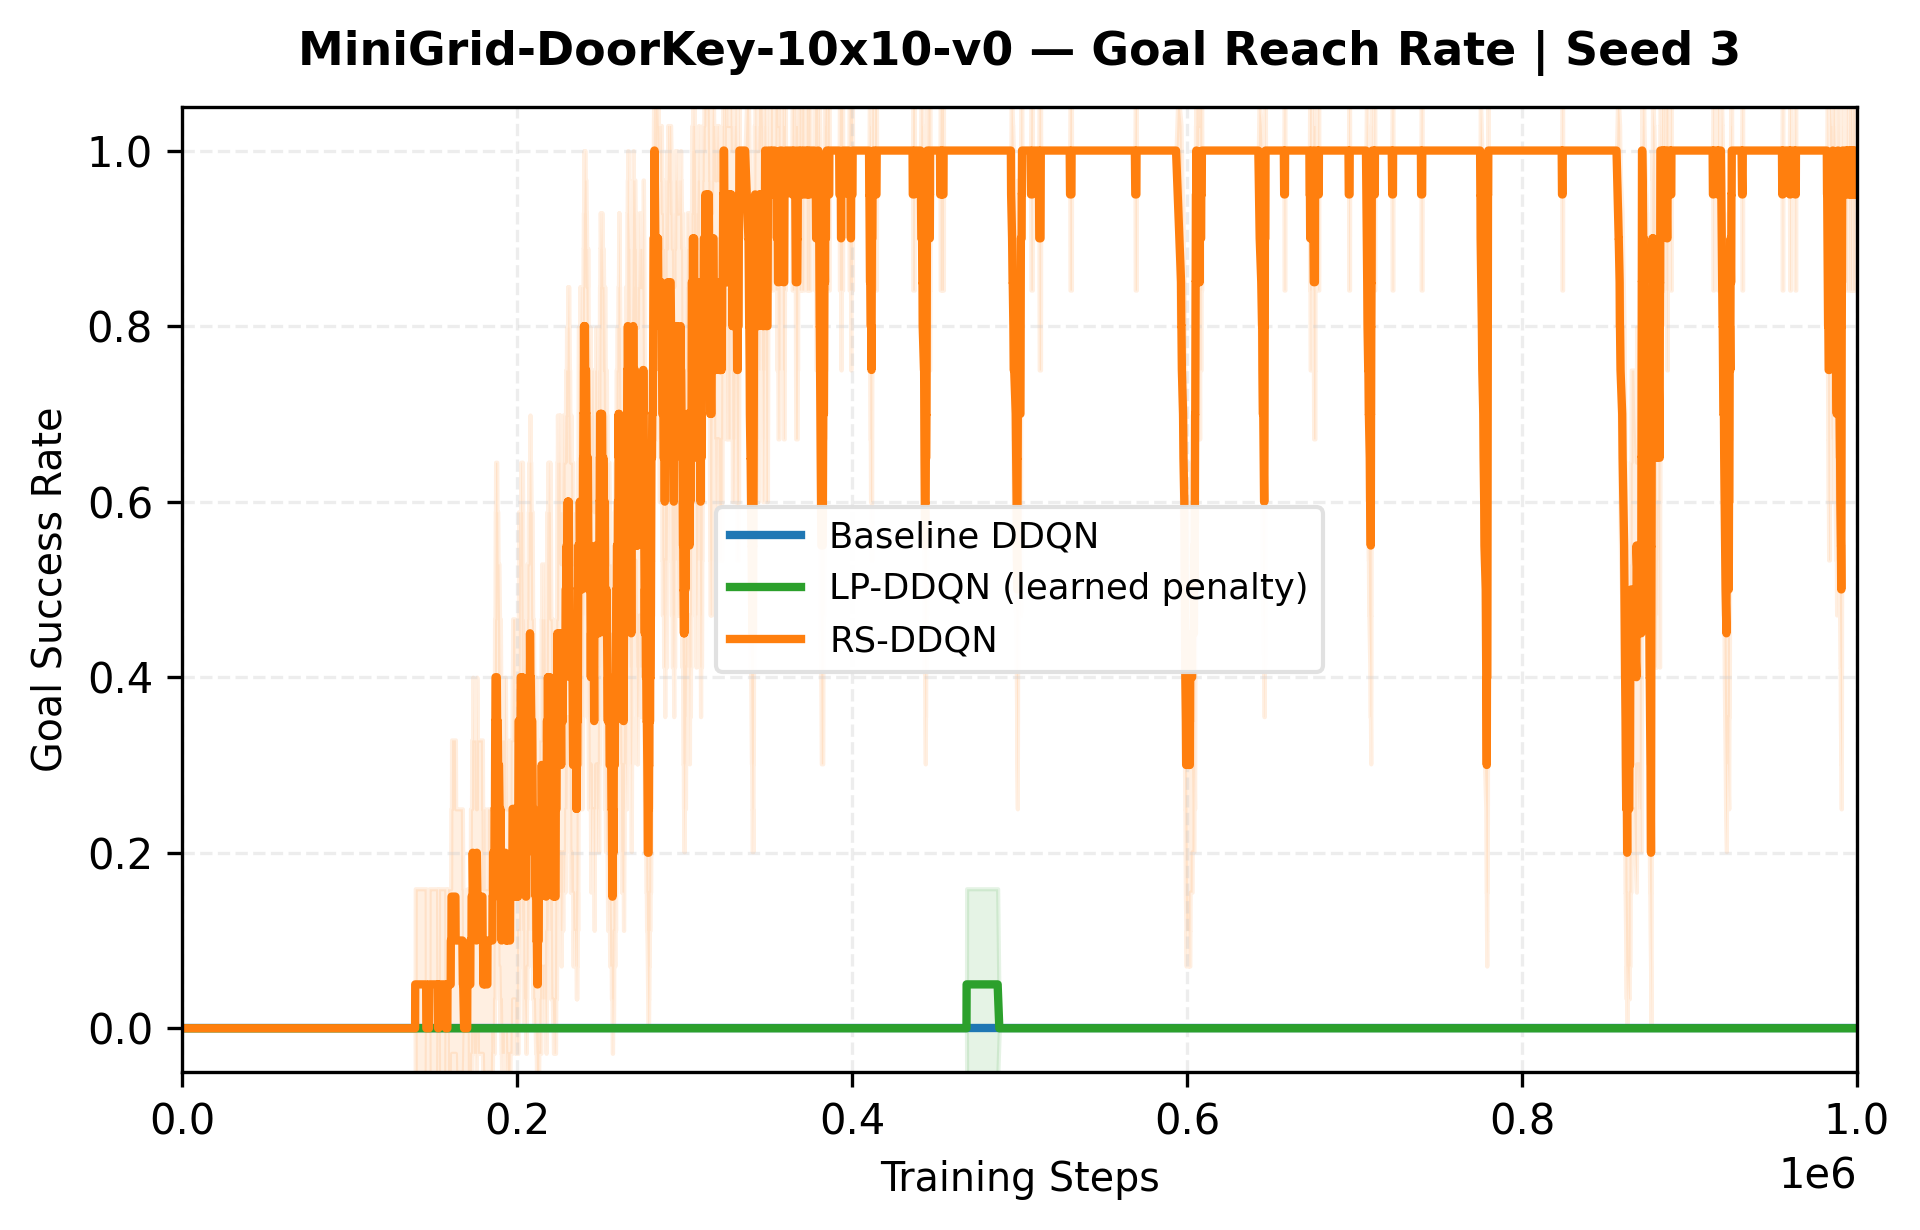 MiniGrid-DoorKey-10x10-v0 — Goal Reach Rate | Seed 3
Goal Success Rate
1.0
0.8
0.6
0.4
0.2
0.0
Baseline DDQN
LP-DDQN (learned penalty)
RS-DDQN
0.0 0.2 0.4 0.6 0.8 1.0
1e6
Training Steps